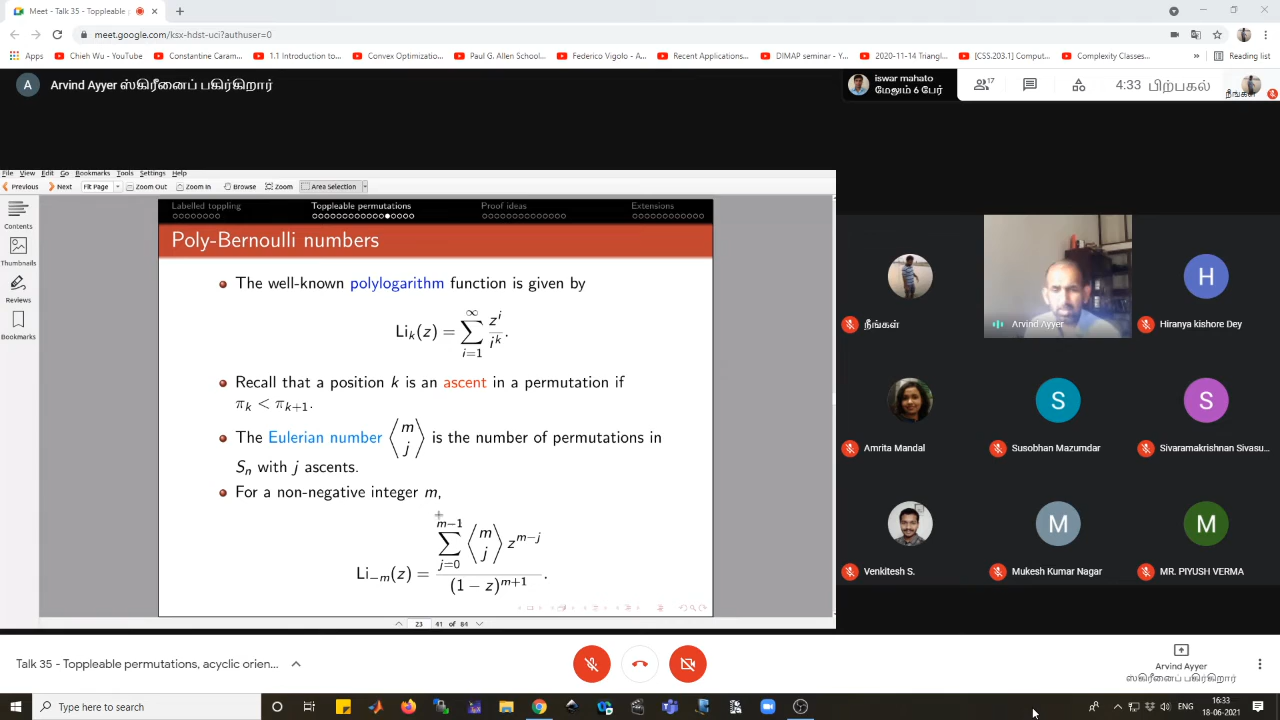 Meet - Talk 35 - Toppleable
meet.google.com/ksx-hdst-uci?authuser=0
Apps
Chieh Wu - YouTube
Constantine Caram...
1.1 Introduction to...
Convex Optimizatio...
Paul G. Allen School...
Federico Vigolo - A...
Recent Applications...
DIMAP seminar - Y...
2020-11-14 Triangl...
[CSS.203.1] Comput...
Complexity Classes...
»
Reading list
A
Arvind Ayyer ஸ்கிரீனைப் பகிர்கிறார்
iswar mahato
மேலும் 6 பேர்
17
4:33 பிற்பகல்
நீங்கள்
File View Edit Go Bookmarks Tools Settings Help
Previous Next Fit Page Zoom Out Zoom In Browse Zoom Area Selection
Contents
Thumbnails
Reviews
Bookmarks
Labelled toppling Toppleable permutations Proof ideas Extensions
Poly-Bernoulli numbers
The well-known polylogarithm function is given by
Li_k(z) = ∑_{i=1}^{∞} z^i / i^k.
Recall that a position k is an ascent in a permutation if
π_k < π_{k+1}.
The Eulerian number ⟨m j⟩ is the number of permutations in
S_n with j ascents.
For a non-negative integer m,
Li_{−m}(z) = ∑_{j=0}^{m−1} ⟨m j⟩ z^{m−j} / (1 − z)^{m+1}.
23 41 of 84
நீங்கள்
Arvind Ayyer
H
Hiranya kishore Dey
Amrita Mandal
S
Susobhan Mazumdar
S
Sivaramakrishnan Sivasu...
Venkitesh S.
M
Mukesh Kumar Nagar
M
MR. PIYUSH VERMA
Talk 35 - Toppleable permutations, acyclic orien...
Arvind Ayyer
ஸ்கிரீனைப் பகிர்கிறார்
Type here to search
16:33
18-06-2021